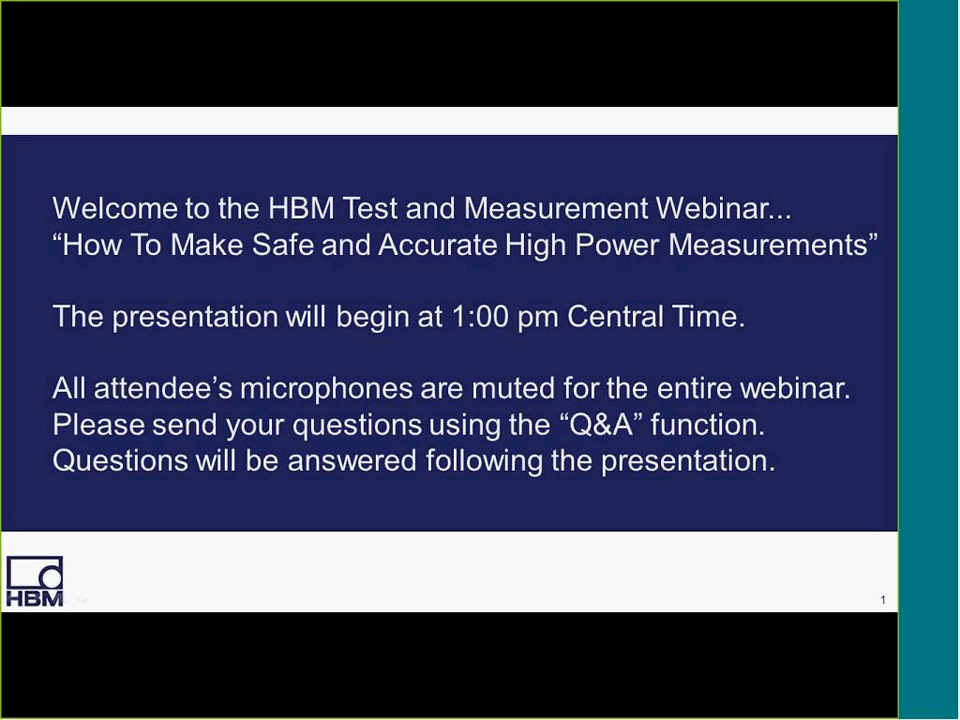 Welcome to the HBM Test and Measurement Webinar...
“How To Make Safe and Accurate High Power Measurements”
The presentation will begin at 1:00 pm Central Time.
All attendee’s microphones are muted for the entire webinar.
Please send your questions using the “Q&A” function.
Questions will be answered following the presentation.
HBM
1